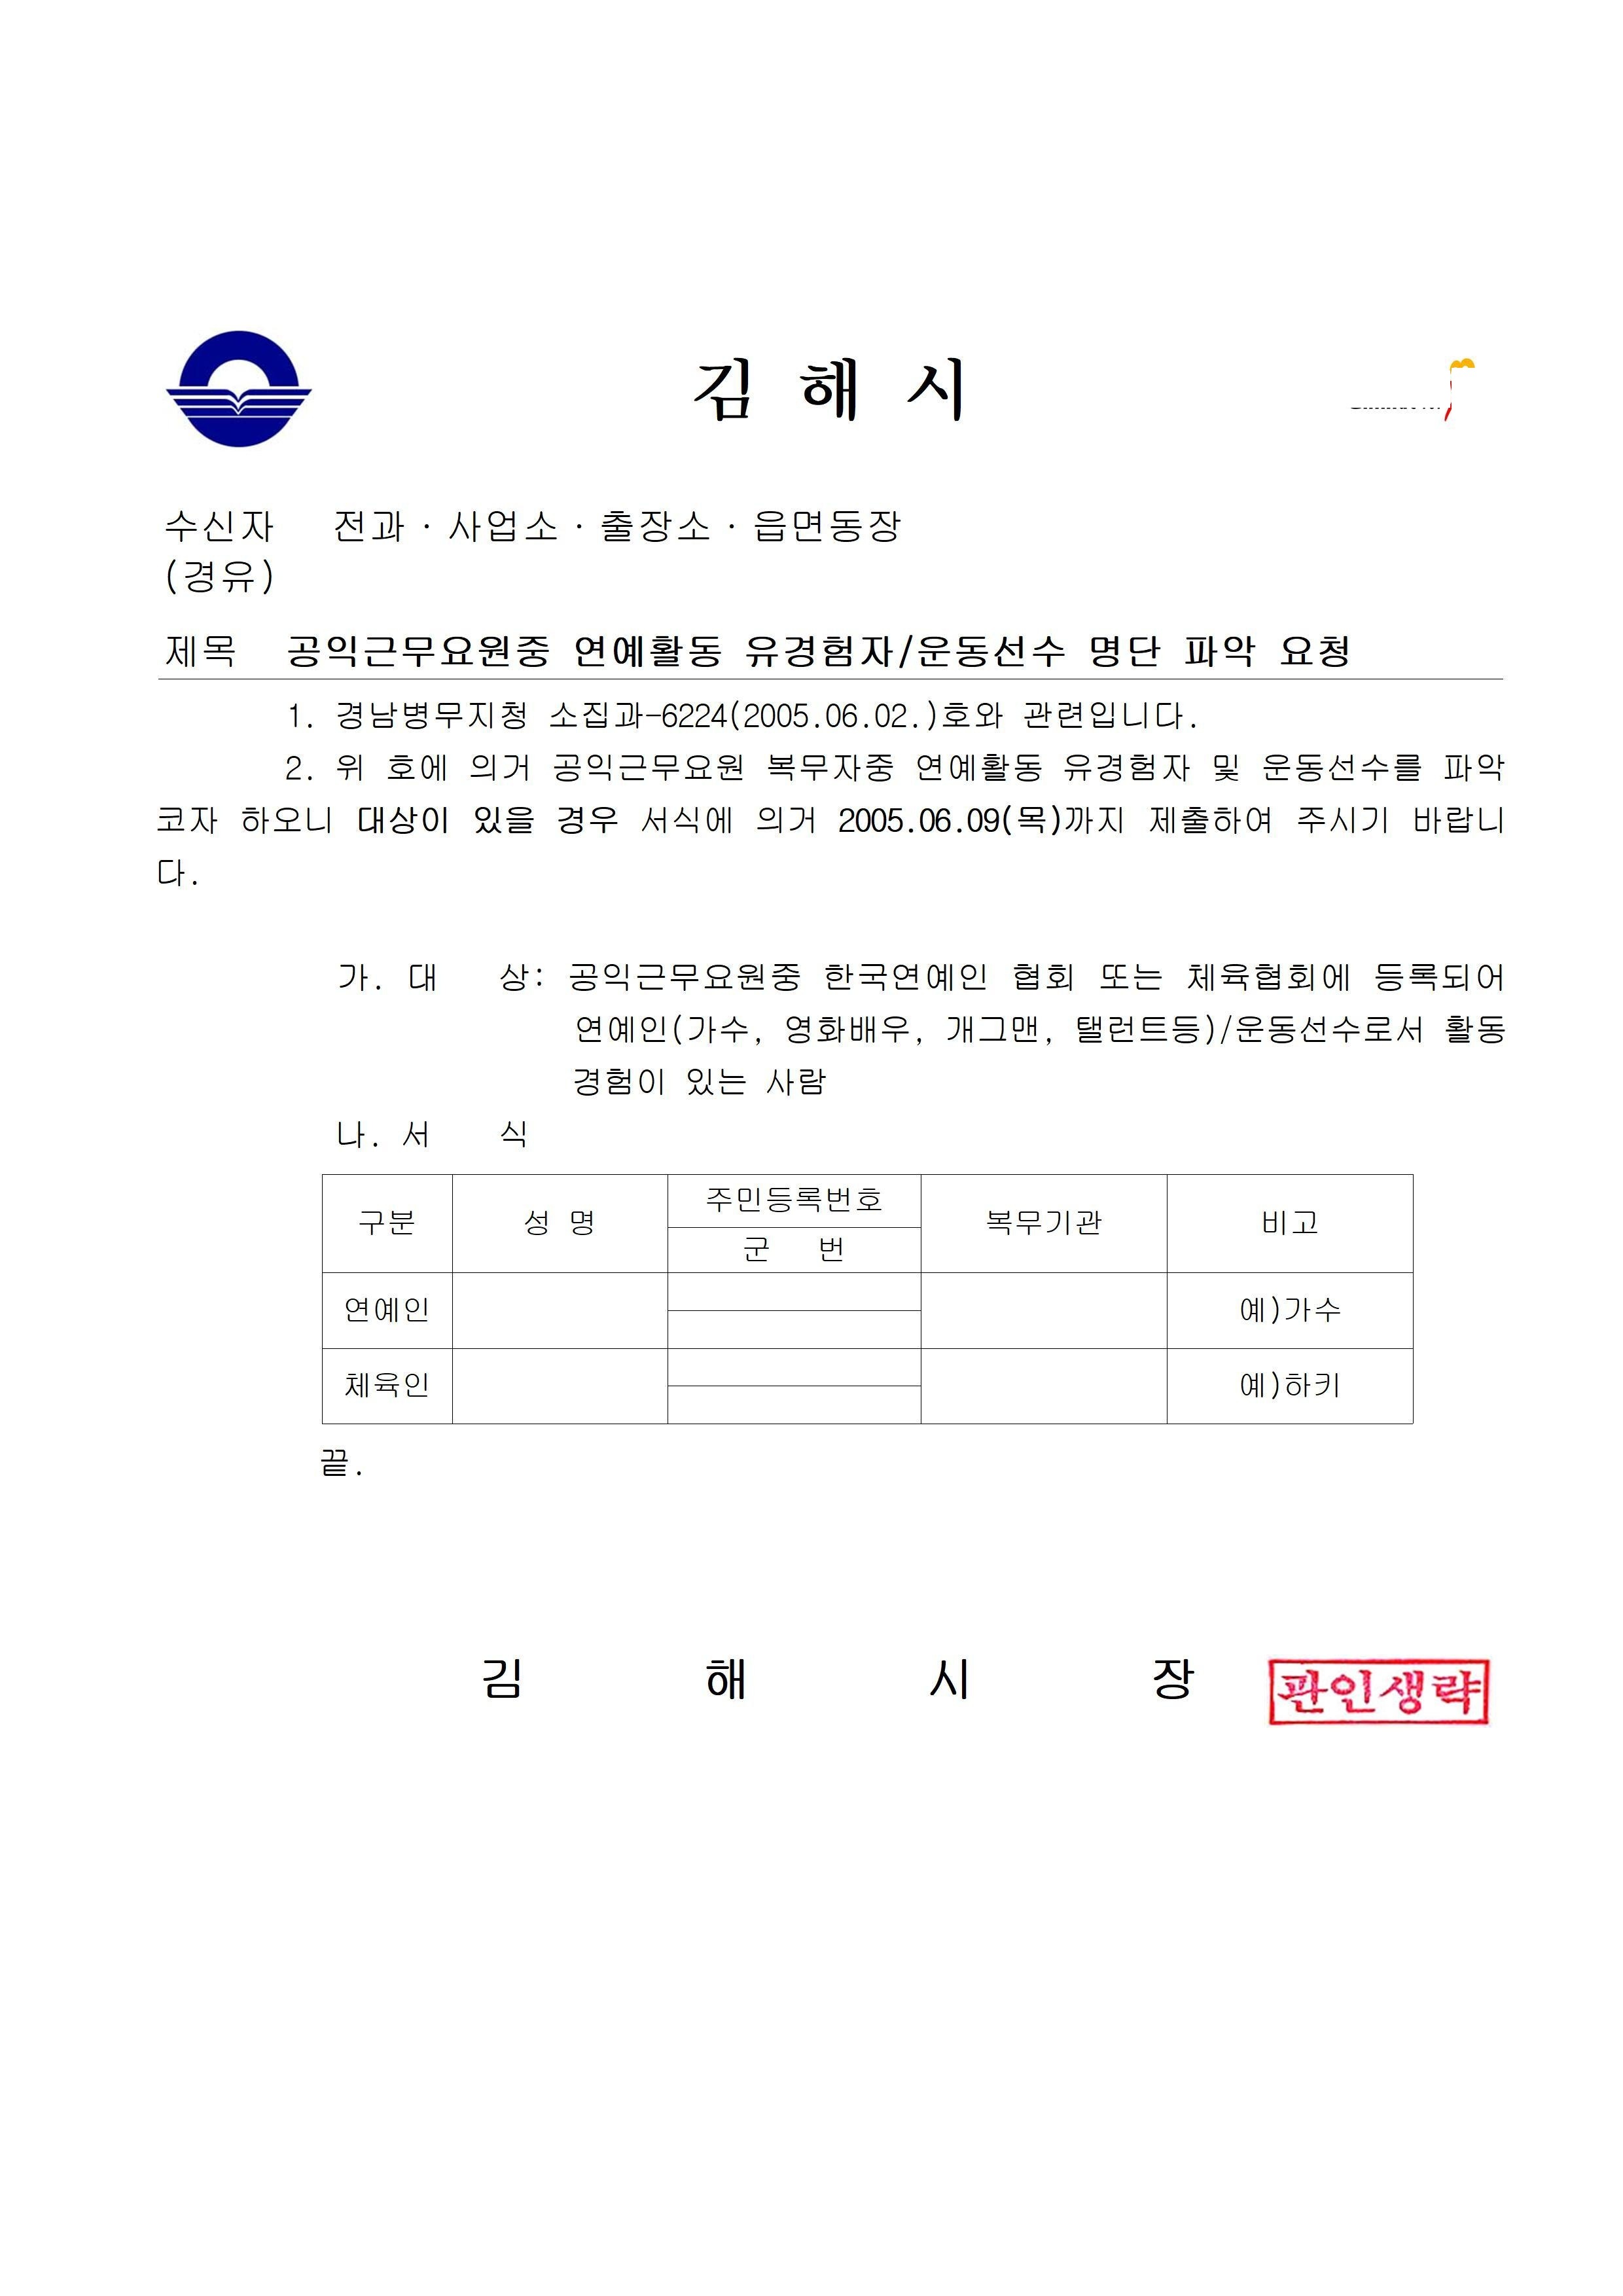 김 해 시
수신자 전과·사업소·출장소·읍면동장
(경유)
제목 공익근무요원중 연예활동 유경험자/운동선수 명단 파악 요청
1. 경남병무지청 소집과-6224(2005.06.02.)호와 관련입니다.
2. 위 호에 의거 공익근무요원 복무자중 연예활동 유경험자 및 운동선수를 파악
코자 하오니 대상이 있을 경우 서식에 의거 2005.06.09(목)까지 제출하여 주시기 바랍니
다.
가. 대 상: 공익근무요원중 한국연예인 협회 또는 체육협회에 등록되어
연예인(가수, 영화배우, 개그맨, 탤런트등)/운동선수로서 활동
경험이 있는 사람
나. 서 식
구분 성 명 주민등록번호 복무기관 비고
군 번
연예인 예)가수
체육인 예)하키
끝.
김 해 시 장 관인생략